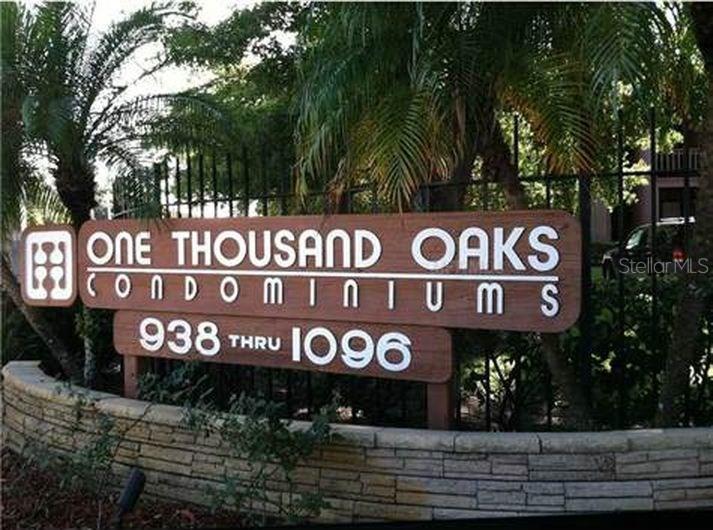 ONE THOUSAND OAKS
CONDOMINIUMS
938 THRU 1096
StellarMLS